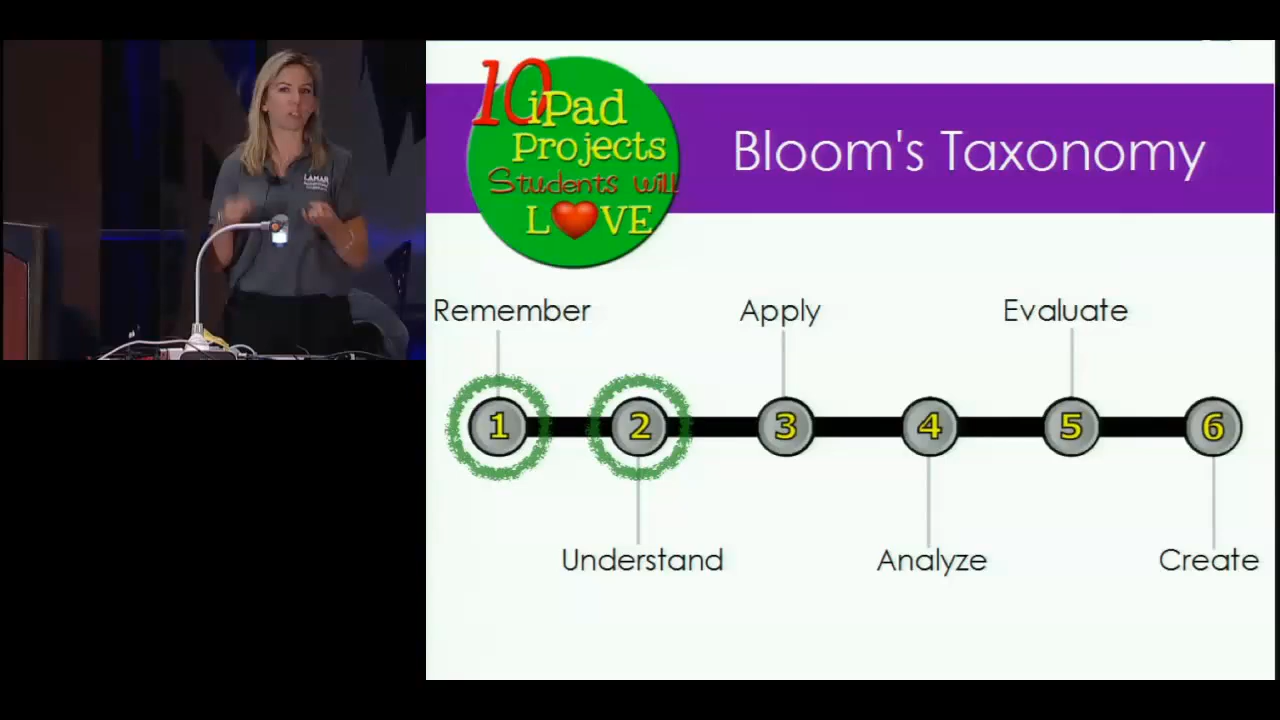 LAMAR
10
iPad
Projects
Students will
L❤VE
Bloom's Taxonomy
Remember
Apply
Evaluate
1
2
3
4
5
6
Understand
Analyze
Create